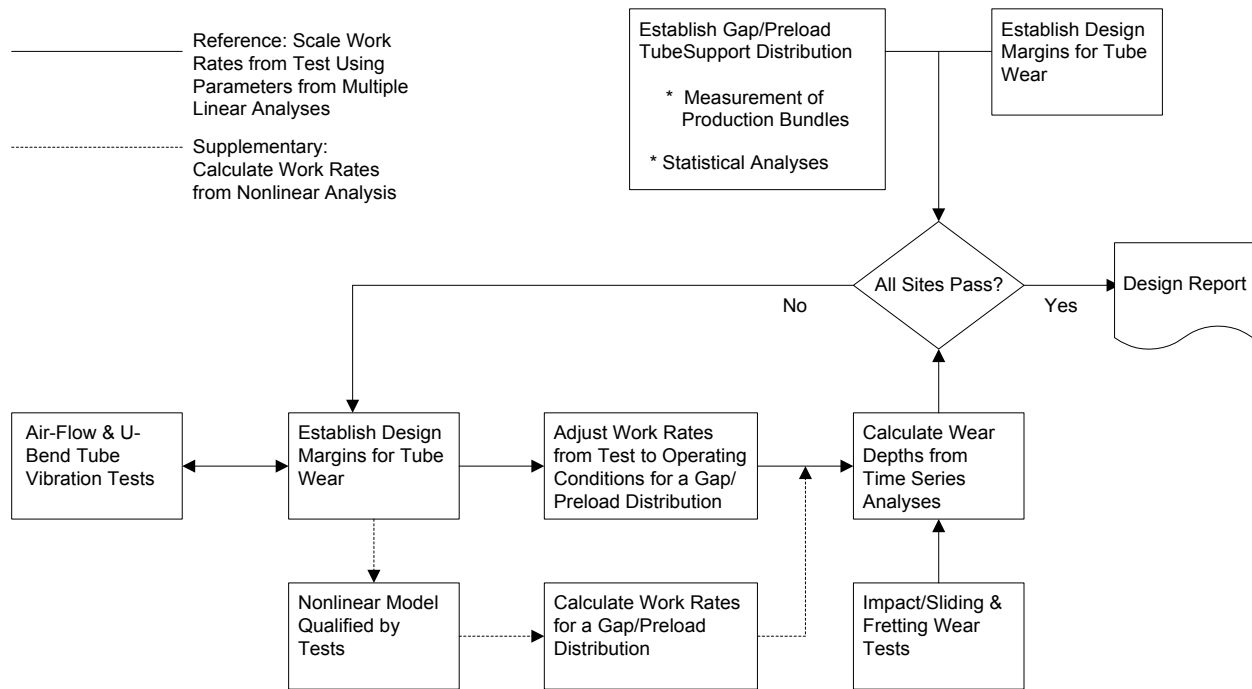 Reference: Scale Work
Rates from Test Using
Parameters from Multiple
Linear Analyses
Supplementary:
Calculate Work Rates
from Nonlinear Analysis
Establish Gap/Preload
TubeSupport Distribution
* Measurement of
Production Bundles
* Statistical Analyses
Establish Design
Margins for Tube
Wear
All Sites Pass?
No
Yes
Design Report
Air-Flow & U-
Bend Tube
Vibration Tests
Establish Design
Margins for Tube
Wear
Adjust Work Rates
from Test to Operating
Conditions for a Gap/
Preload Distribution
Calculate Wear
Depths from
Time Series
Analyses
Nonlinear Model
Qualified by
Tests
Calculate Work Rates
for a Gap/Preload
Distribution
Impact/Sliding &
Fretting Wear
Tests